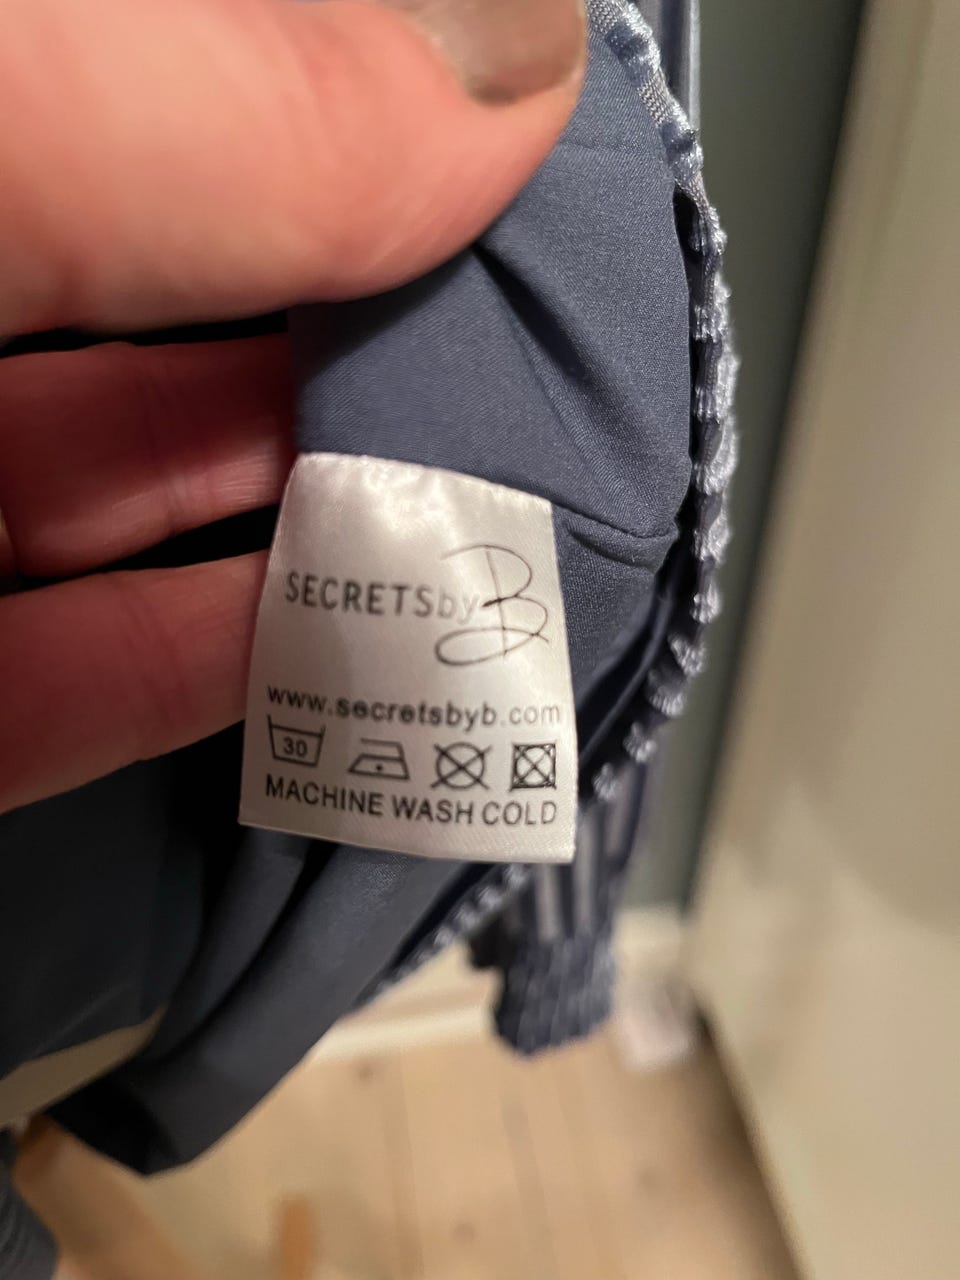 SECRETSbyB
www.secretsbyb.com
30
MACHINE WASH COLD